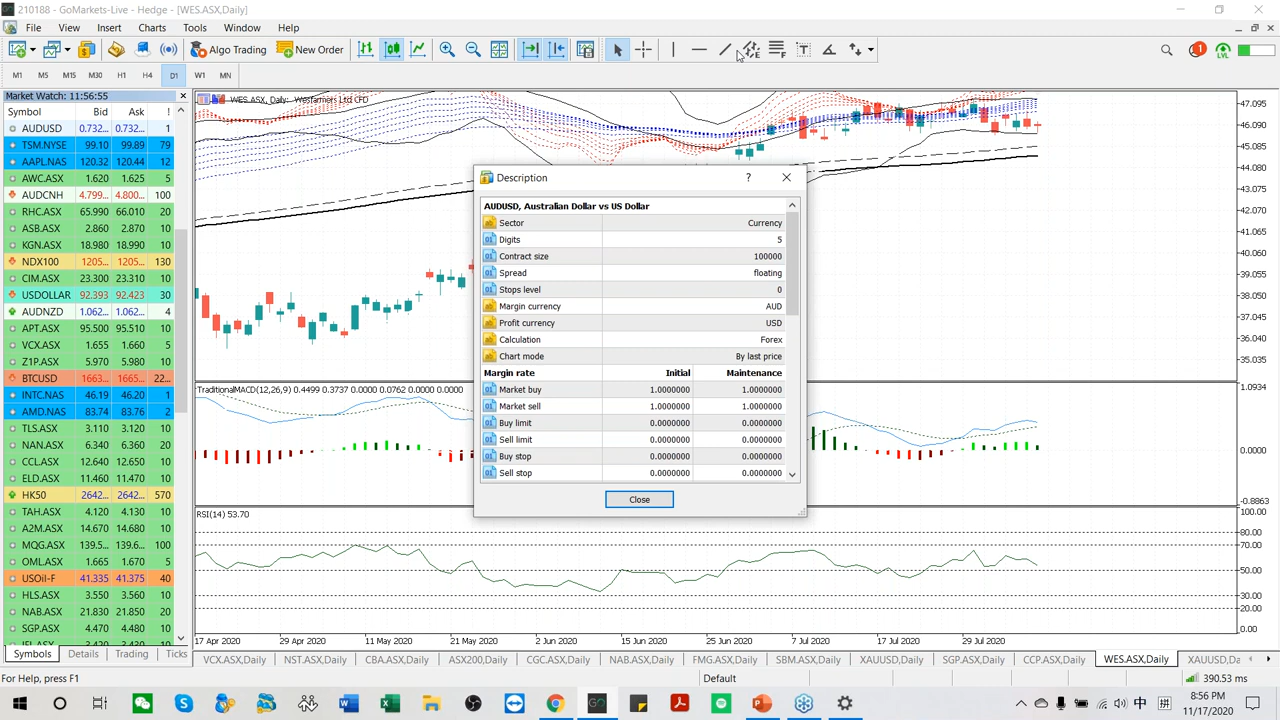 210188 - GoMarkets-Live - Hedge - [WES.ASX,Daily]
File View Insert Charts Tools Window Help
Algo Trading New Order
M1 M5 M15 M30 H1 H4 D1 W1 MN
Market Watch: 11:56:55
Symbol Bid Ask
AUDUSD 0.732... 0.732... 1
TSM.NYSE 99.10 99.89 79
AAPL.NAS 120.32 120.44 12
AWC.ASX 1.620 1.625 5
AUDCNH 4.799... 4.800... 100
RHC.ASX 65.990 66.010 20
ASB.ASX 2.860 2.870 10
KGN.ASX 18.980 18.990 10
NDX100 1205... 1205... 130
CIM.ASX 23.300 23.310 10
USDOLLAR 92.393 92.423 30
AUDNZD 1.062... 1.062... 4
APT.ASX 95.500 95.510 10
VCX.ASX 1.655 1.660 5
Z1P.ASX 5.970 5.980 10
BTCUSD 1663... 1665... 22...
INTC.NAS 46.19 46.20 1
AMD.NAS 83.74 83.76 2
TLS.ASX 3.110 3.120 10
NAN.ASX 6.340 6.360 20
CCL.ASX 12.640 12.650 10
ELD.ASX 11.460 11.470 10
HK50 2642... 2642... 570
TAH.ASX 4.120 4.130 10
A2M.ASX 14.670 14.680 10
MQG.ASX 139.5... 139.6... 100
OML.ASX 1.665 1.670 5
USOil-F 41.335 41.375 40
HLS.ASX 3.550 3.560 10
NAB.ASX 21.830 21.850 20
SGP.ASX 4.470 4.480 10
Symbols Details Trading Ticks
WES.ASX, Daily: Wesfarmers Ltd CFD
47.095
46.090
45.085
44.080
43.075
42.070
41.065
40.060
39.055
38.050
37.045
36.040
35.035
Description
AUDUSD, Australian Dollar vs US Dollar
Sector Currency
Digits 5
Contract size 100000
Spread floating
Stops level 0
Margin currency AUD
Profit currency USD
Calculation Forex
Chart mode By last price
Margin rate Initial Maintenance
Market buy 1.0000000 1.0000000
Market sell 1.0000000 1.0000000
Buy limit 0.0000000 0.0000000
Sell limit 0.0000000 0.0000000
Buy stop 0.0000000 0.0000000
Sell stop 0.0000000 0.0000000
Close
TraditionalMACD(12,26,9) 0.4499 0.3737 0.0000 0.0762 0.0000 0.0000
1.0934
0.0000
-0.8863
RSI(14) 53.70
100.00
80.00
70.00
50.00
30.00
20.00
0.00
17 Apr 2020 29 Apr 2020 11 May 2020 21 May 2020 2 Jun 2020 15 Jun 2020 25 Jun 2020 7 Jul 2020 17 Jul 2020 29 Jul 2020
VCX.ASX,Daily NST.ASX,Daily CBA.ASX,Daily ASX200,Daily CGC.ASX,Daily NAB.ASX,Daily FMG.ASX,Daily SBM.ASX,Daily XAUUSD,Daily SGP.ASX,Daily CCP.ASX,Daily WES.ASX,Daily XAUUSD,Da
For Help, press F1 Default 390.53 ms
中 拼
8:56 PM
11/17/2020